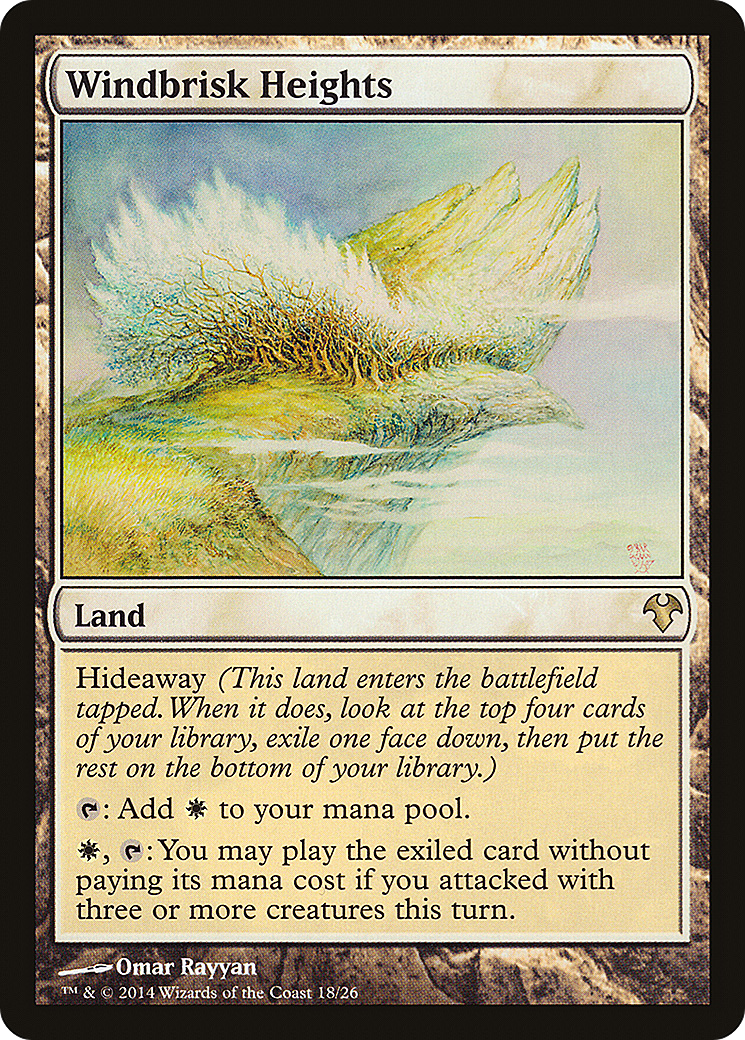 Windbrisk Heights
Land
Hideaway (This land enters the battlefield
tapped. When it does, look at the top four cards
of your library, exile one face down, then put the
rest on the bottom of your library.)
: Add to your mana pool.
, : You may play the exiled card without
paying its mana cost if you attacked with
three or more creatures this turn.
Omar Rayyan
™ & © 2014 Wizards of the Coast 18/26